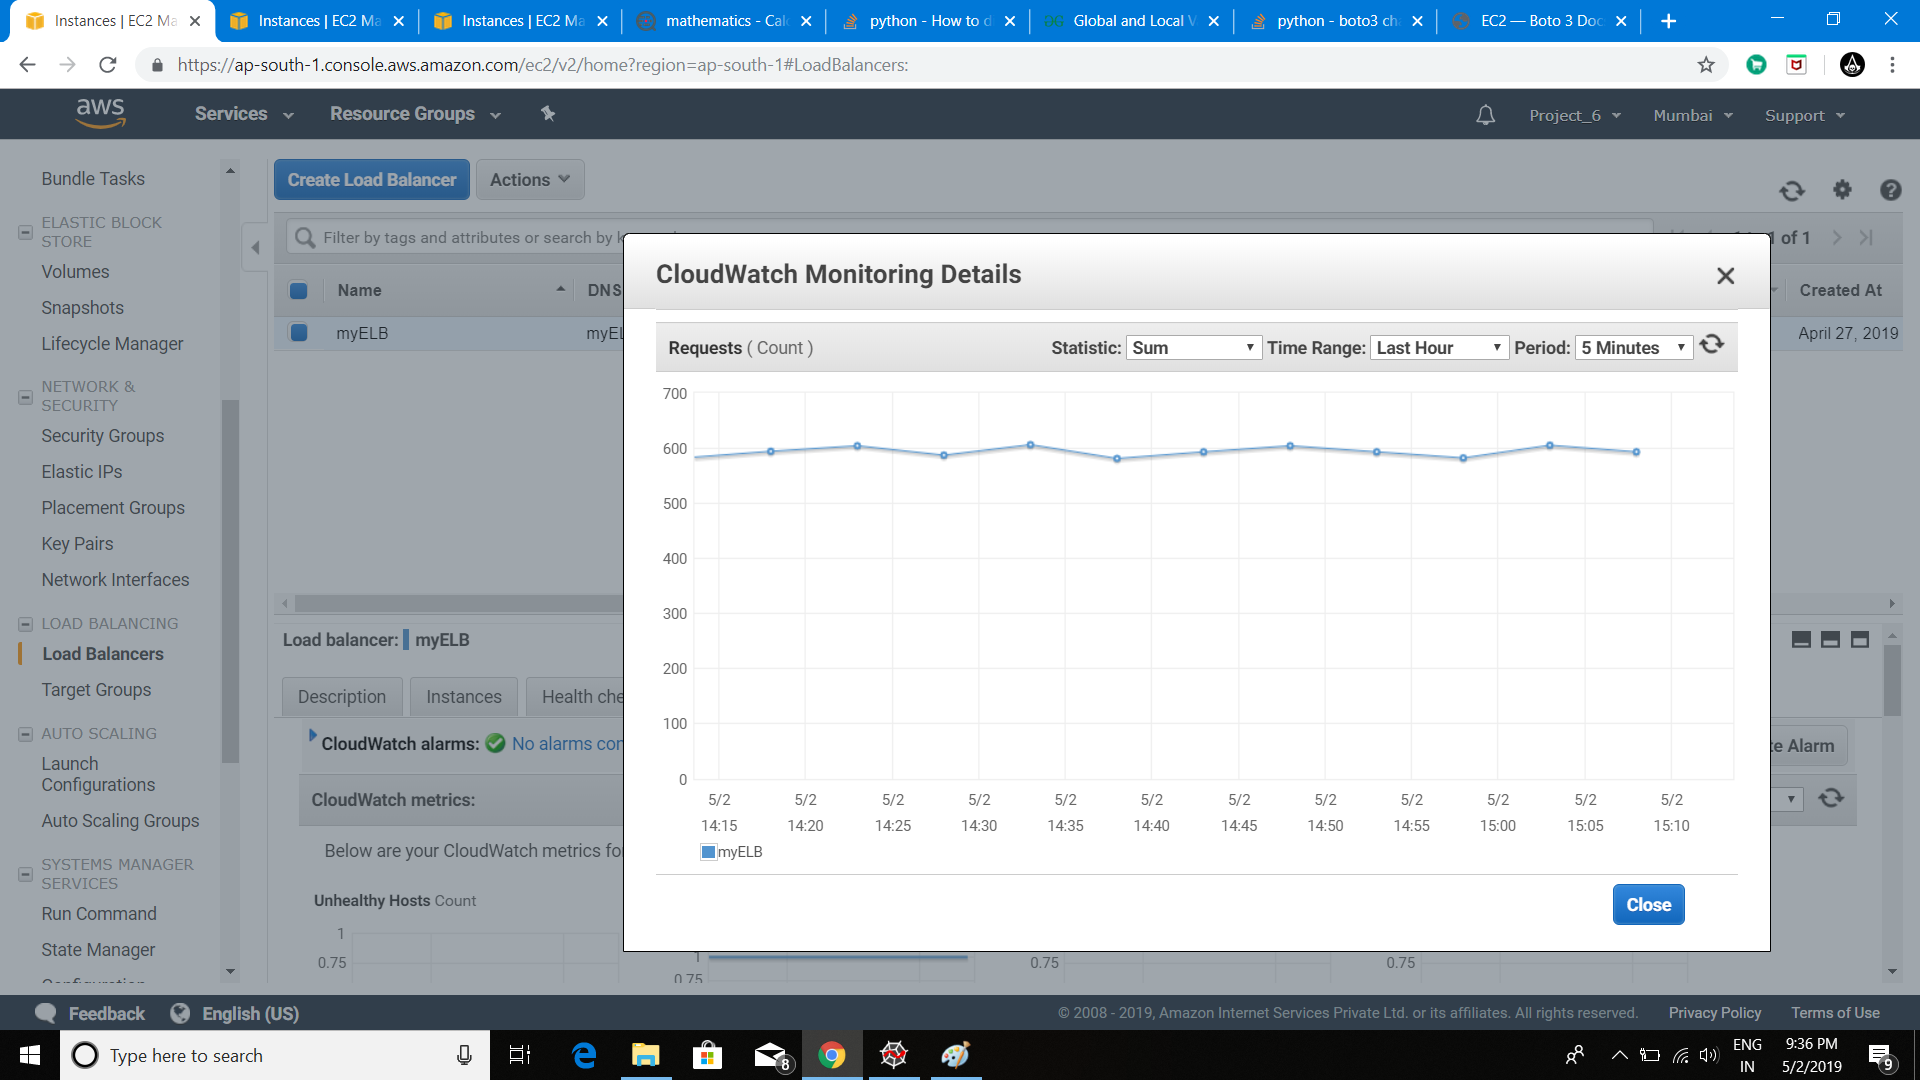 Instances | EC2 Ma
Instances | EC2 Ma
Instances | EC2 Ma
mathematics - Calc
python - How to d
Global and Local V
python - boto3 ch
EC2 — Boto 3 Doc
https://ap-south-1.console.aws.amazon.com/ec2/v2/home?region=ap-south-1#LoadBalancers:
aws
Services
Resource Groups
Project_6
Mumbai
Support
Bundle Tasks
ELASTIC BLOCK
STORE
Volumes
Snapshots
Lifecycle Manager
NETWORK &
SECURITY
Security Groups
Elastic IPs
Placement Groups
Key Pairs
Network Interfaces
LOAD BALANCING
Load Balancers
Target Groups
AUTO SCALING
Launch
Configurations
Auto Scaling Groups
SYSTEMS MANAGER
SERVICES
Run Command
State Manager
Create Load Balancer
Actions
Filter by tags and attributes or search by k
1 of 1
Name
DNS
Created At
myELB
myEL
April 27, 2019
CloudWatch Monitoring Details
Requests ( Count )
Statistic: Sum
Time Range: Last Hour
Period: 5 Minutes
700
600
500
400
300
200
100
0
5/2 5/2 5/2 5/2 5/2 5/2 5/2 5/2 5/2 5/2 5/2 5/2
14:15 14:20 14:25 14:30 14:35 14:40 14:45 14:50 14:55 15:00 15:05 15:10
myELB
Close
Load balancer: myELB
Description
Instances
Health che
CloudWatch alarms: No alarms con
te Alarm
CloudWatch metrics:
Below are your CloudWatch metrics fo
Unhealthy Hosts Count
1
0.75
1
0.75
0.75
0.75
Feedback
English (US)
© 2008 - 2019, Amazon Internet Services Private Ltd. or its affiliates. All rights reserved.
Privacy Policy
Terms of Use
Type here to search
8
ENG
IN
9:36 PM
5/2/2019
9